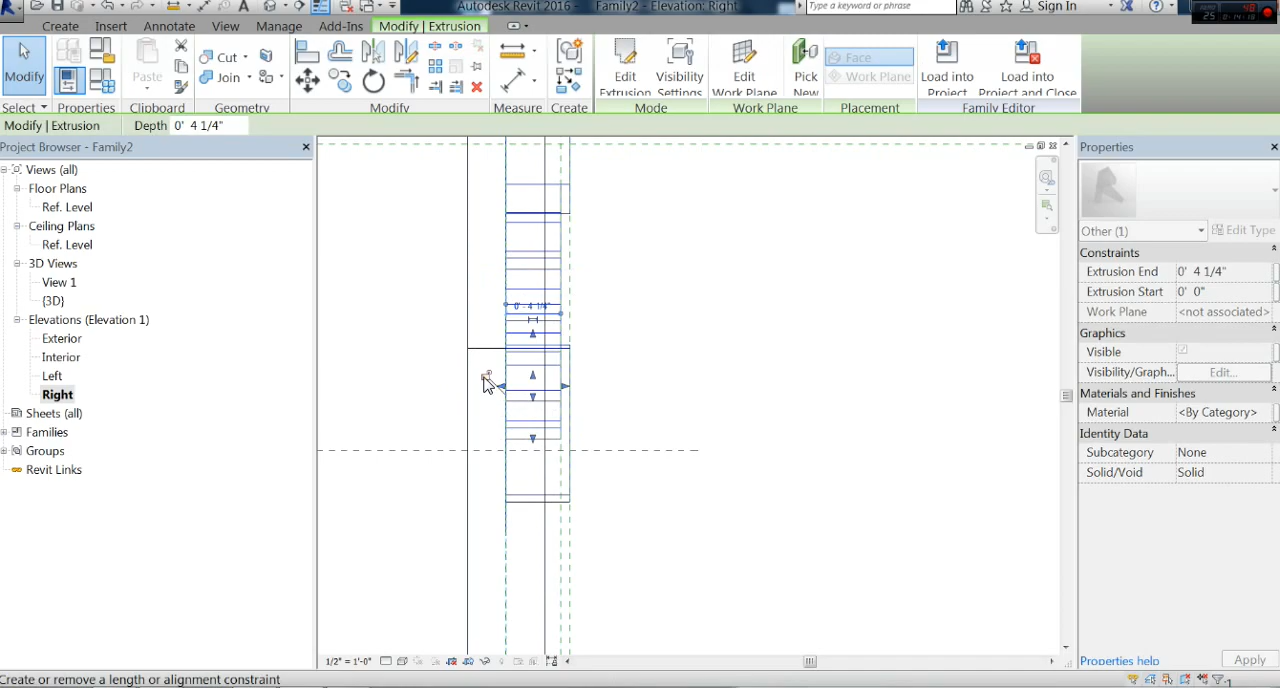 Autodesk Revit 2016 - Family2 - Elevation: Right
Type a keyword or phrase
Sign In
Create Insert Annotate View Manage Add-Ins Modify | Extrusion
Modify
Paste
Cut
Join
Edit
Extrusion
Visibility
Settings
Edit
Work Plane
Pick
New
Face
Work Plane
Load into
Project
Load into
Project and Close
Select Properties Clipboard Geometry Modify Measure Create Mode Work Plane Placement Family Editor
Modify | Extrusion Depth 0' 4 1/4"
Project Browser - Family2
Views (all)
Floor Plans
Ref. Level
Ceiling Plans
Ref. Level
3D Views
View 1
{3D}
Elevations (Elevation 1)
Exterior
Interior
Left
Right
Sheets (all)
Families
Groups
Revit Links
0' - 4 1/4"
1/2" = 1'-0"
Properties
Other (1) Edit Type
Constraints
Extrusion End 0' 4 1/4"
Extrusion Start 0' 0"
Work Plane <not associated>
Graphics
Visible
Visibility/Graph... Edit...
Materials and Finishes
Material <By Category>
Identity Data
Subcategory None
Solid/Void Solid
Properties help Apply
Create or remove a length or alignment constraint